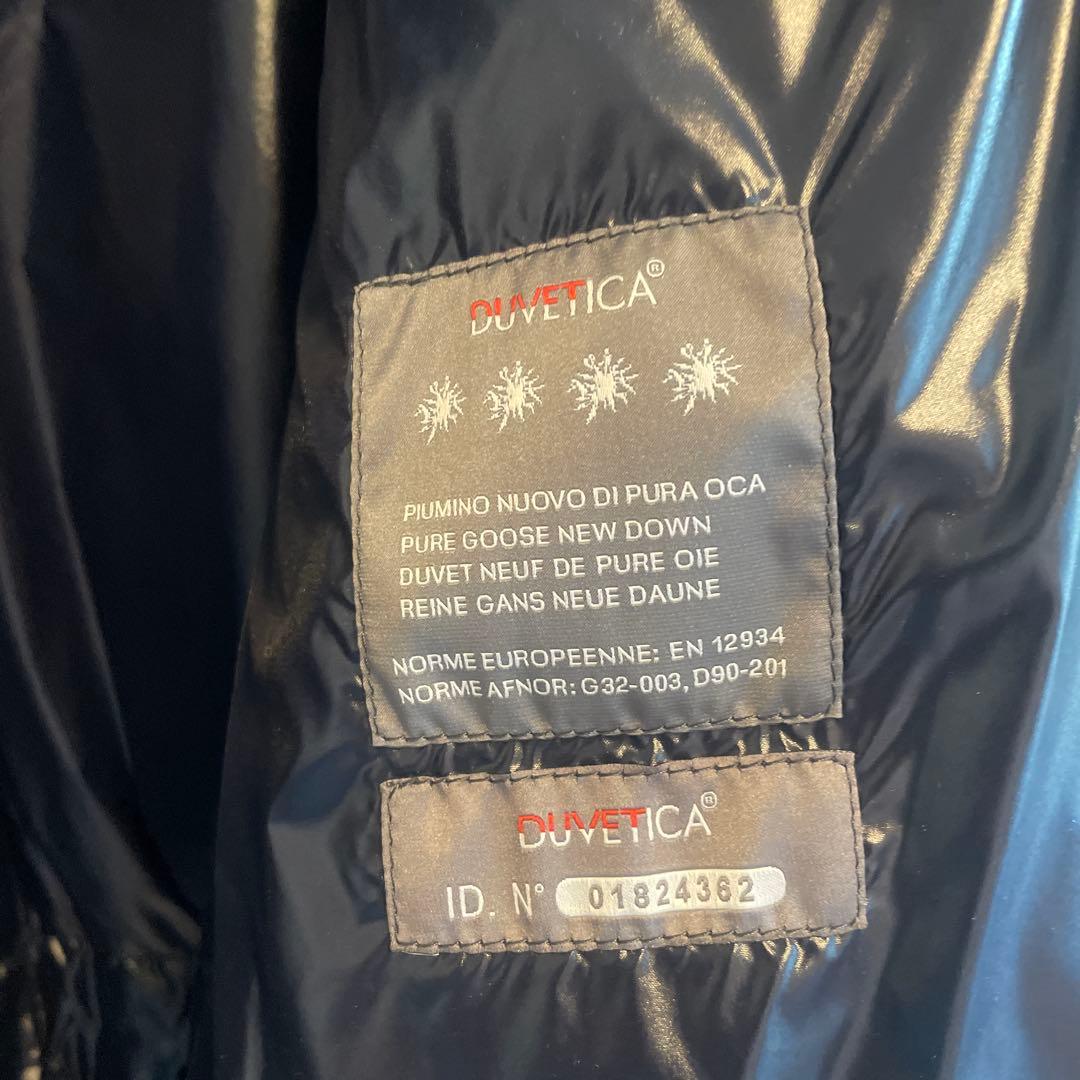 DUVETICA®
PIUMINO NUOVO DI PURA OCA
PURE GOOSE NEW DOWN
DUVET NEUF DE PURE OIE
REINE GANS NEUE DAUNE
NORME EUROPEENNE: EN 12934
NORME AFNOR: G32-003, D90-201
DUVETICA®
ID. N° 01824362